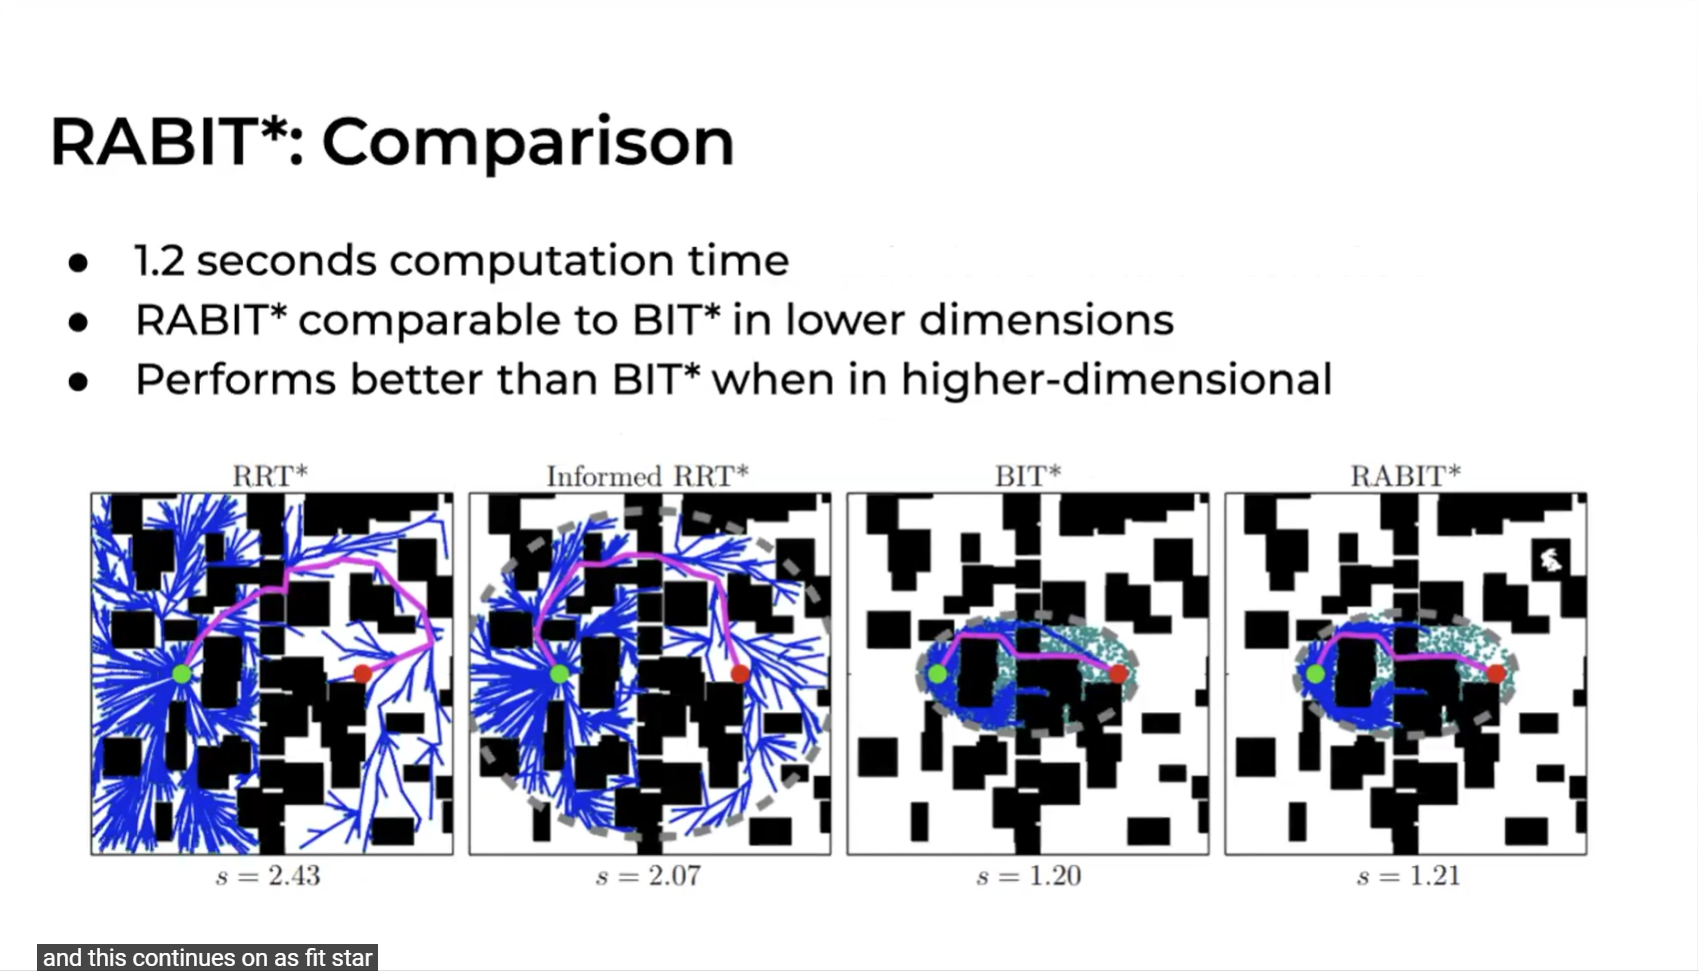 RABIT*: Comparison
● 1.2 seconds computation time
● RABIT* comparable to BIT* in lower dimensions
● Performs better than BIT* when in higher-dimensional
RRT* Informed RRT* BIT* RABIT*
s = 2.43 s = 2.07 s = 1.20 s = 1.21
and this continues on as fit star